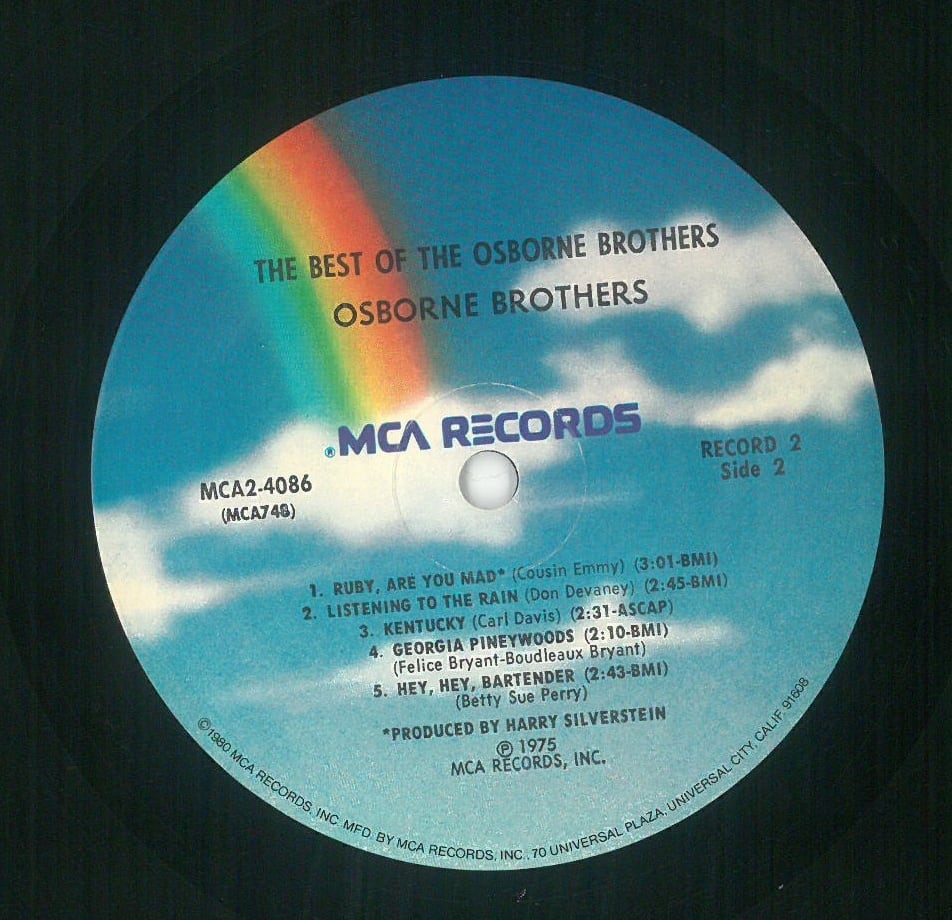 THE BEST OF THE OSBORNE BROTHERS
OSBORNE BROTHERS
®MCA RECORDS
RECORD 2
Side 2
MCA2-4086
(MCA748)
1. RUBY, ARE YOU MAD* (Cousin Emmy) (3:01-BMI)
2. LISTENING TO THE RAIN (Don Devaney) (2:45-BMI)
3. KENTUCKY (Carl Davis) (2:31-ASCAP)
4. GEORGIA PINEYWOODS (2:10-BMI)
(Felice Bryant-Boudleaux Bryant)
5. HEY, HEY, BARTENDER (2:43-BMI)
(Betty Sue Perry)
*PRODUCED BY HARRY SILVERSTEIN
℗ 1975
MCA RECORDS, INC.
©1980 MCA RECORDS, INC. MFD. BY MCA RECORDS, INC., 70 UNIVERSAL PLAZA, UNIVERSAL CITY, CALIF. 91608